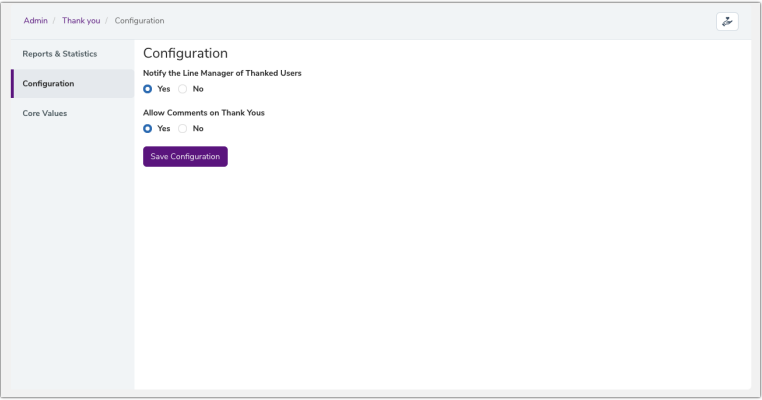 Admin / Thank you / Configuration
Reports & Statistics
Configuration
Core Values
Configuration
Notify the Line Manager of Thanked Users
Yes No
Allow Comments on Thank Yous
Yes No
Save Configuration